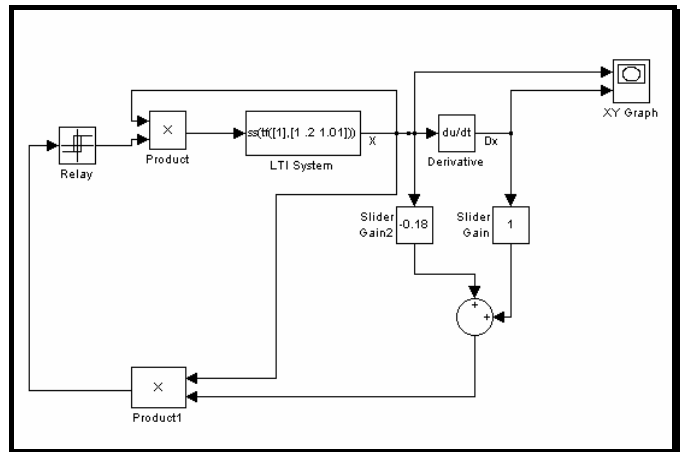 XY Graph
×
Product
Relay
ss(tf([1],[1 .2 1.01]))
LTI System
X
du/dt
Derivative
Dx
Slider
Gain2
-0.18
Slider
Gain
1
+
+
×
Product1